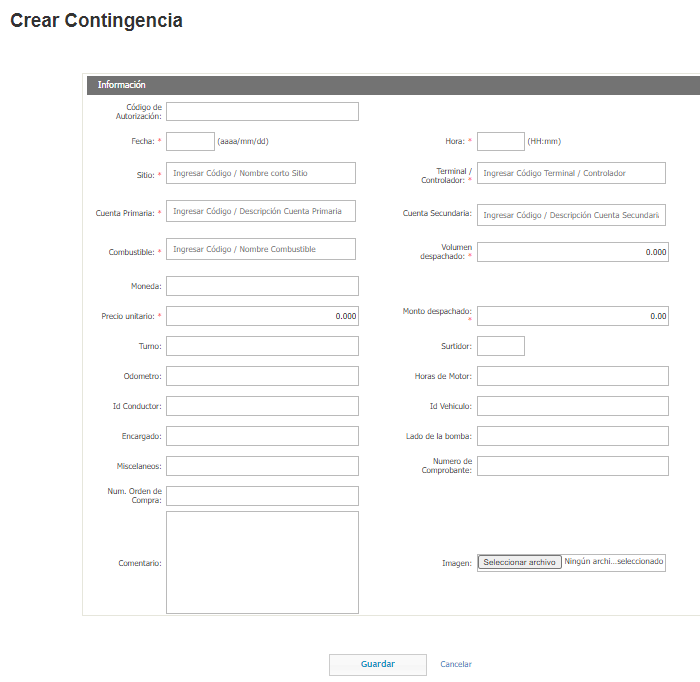 Crear Contingencia
Información
Código de
Autorización:
Fecha: * (aaaa/mm/dd)
Hora: * (HH:mm)
Sitio: * Ingresar Código / Nombre corto Sitio
Terminal /
Controlador: * Ingresar Código Terminal / Controlador
Cuenta Primaria: * Ingresar Código / Descripción Cuenta Primaria
Cuenta Secundaria: Ingresar Código / Descripción Cuenta Secundaria
Combustible: * Ingresar Código / Nombre Combustible
Volumen
despachado: * 0.000
Moneda:
Precio unitario: * 0.000
Monto despachado: 0.00
*
Turno:
Surtidor:
Odometro:
Horas de Motor:
Id Conductor:
Id Vehiculo:
Encargado:
Lado de la bomba:
Miscelaneos:
Numero de
Comprobante:
Num. Orden de
Compra:
Comentario:
Imagen: Seleccionar archivo Ningún archi...seleccionado
Guardar Cancelar